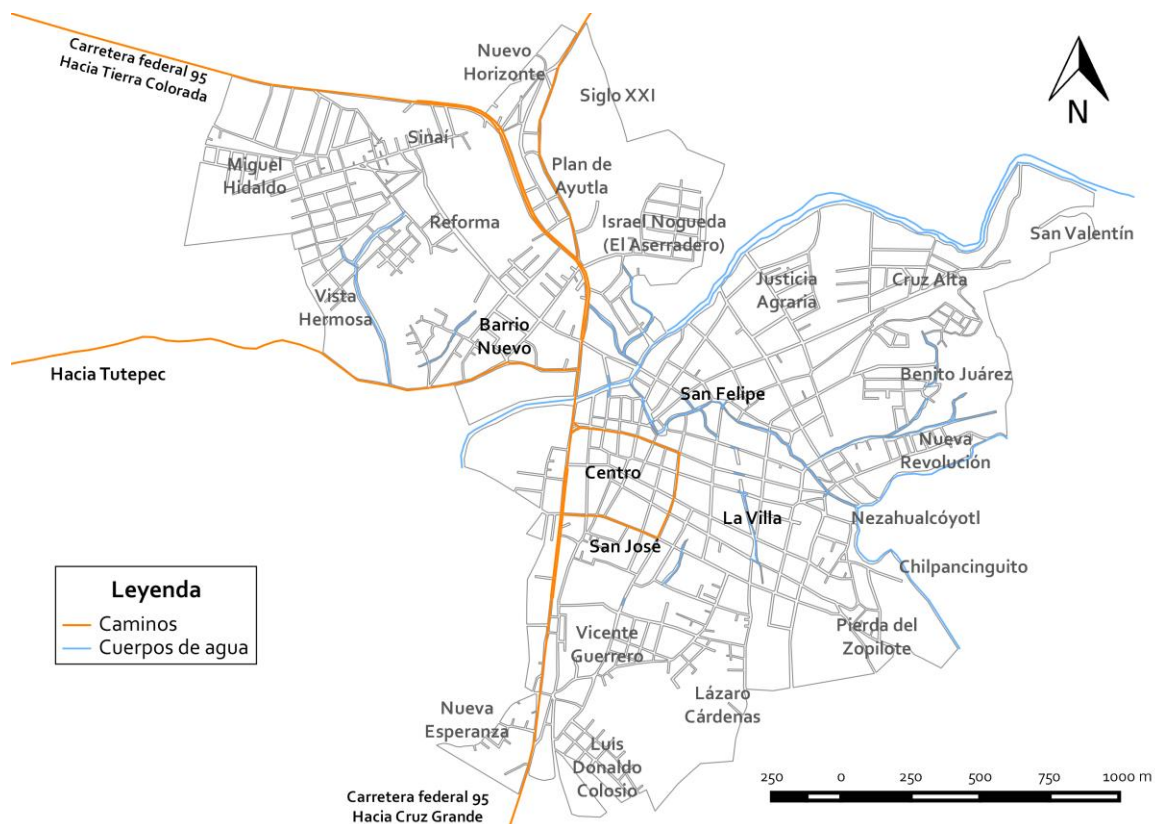 Carretera federal 95
Hacia Tierra Colorada
Nuevo
Horizonte
Siglo XXI
N
Sinaí
Miguel
Hidaldo
Plan de
Ayutla
Reforma
Israel Nogueda
(El Aserradero)
San Valentín
Justicia
Agraria
Cruz Alta
Vista
Hermosa
Barrio
Nuevo
Hacia Tutepec
Benito Juárez
San Felipe
Nueva
Revolución
Centro
La Villa
Nezahualcóyotl
San José
Chilpancinguito
Leyenda
Caminos
Cuerpos de agua
Vicente
Guerrero
Pierda del
Zopilote
Lázaro
Cárdenas
Nueva
Esperanza
Luis
Donaldo
Colosio
Carretera federal 95
Hacia Cruz Grande
250 0 250 500 750 1000 m